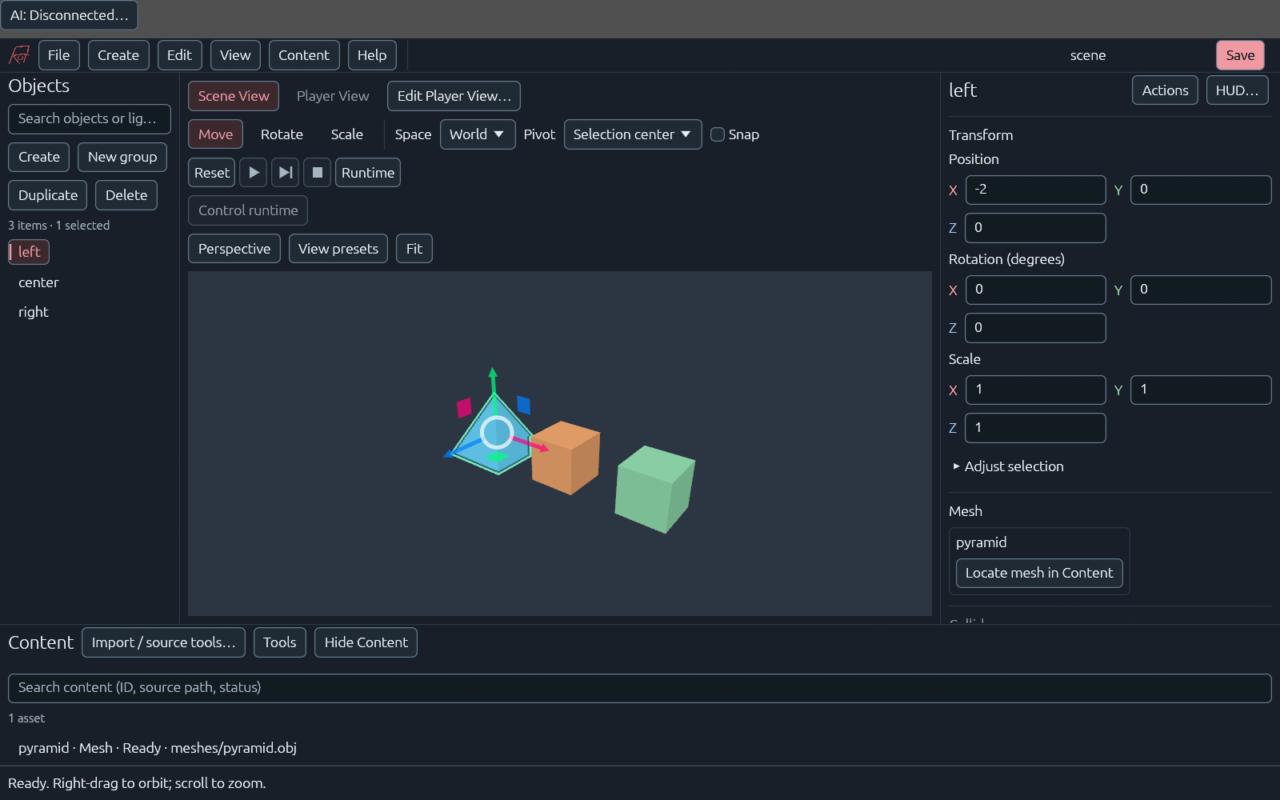 AI: Disconnected…
File Create Edit View Content Help scene Save
Objects
Search objects or lig…
Create New group
Duplicate Delete
3 items · 1 selected
left
center
right
Scene View Player View Edit Player View…
Move Rotate Scale Space World Pivot Selection center Snap
Reset Runtime
Control runtime
Perspective View presets Fit
left Actions HUD…
Transform
Position
X -2 Y 0
Z 0
Rotation (degrees)
X 0 Y 0
Z 0
Scale
X 1 Y 1
Z 1
Adjust selection
Mesh
pyramid
Locate mesh in Content
Content Import / source tools… Tools Hide Content
Search content (ID, source path, status)
1 asset
pyramid · Mesh · Ready · meshes/pyramid.obj
Ready. Right-drag to orbit; scroll to zoom.